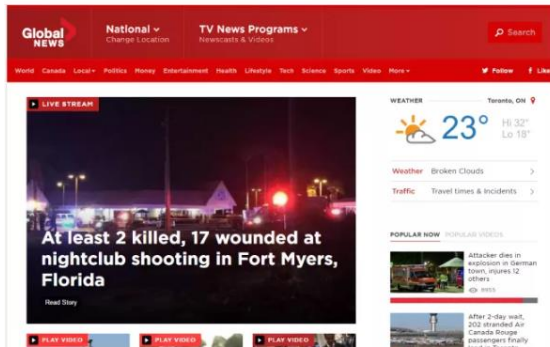 Global
NEWS
National
Change Location
TV News Programs
Newscasts & Videos
Search
World Canada Local Politics Money Entertainment Health Lifestyle Tech Science Sports Video More
Follow
Like
LIVE STREAM
At least 2 killed, 17 wounded at
nightclub shooting in Fort Myers,
Florida
Read Story
PLAY VIDEO
PLAY VIDEO
PLAY VIDEO
WEATHER
Toronto, ON
23°
Hi 32°
Lo 18°
Weather Broken Clouds
Traffic Travel times & Incidents
POPULAR NOW POPULAR VIDEOS
Attacker dies in
explosion in German
town, injures 12
others
After 2-day wait,
202 stranded Air
Canada Rouge
passengers finally